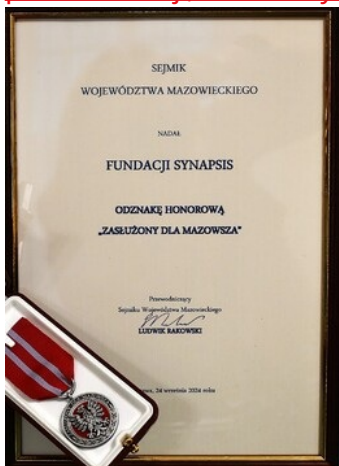 SEJMIK
WOJEWÓDZTWA MAZOWIECKIEGO
NADAŁ
FUNDACJI SYNAPSIS
ODZNAKĘ HONOROWĄ
„ZASŁUŻONY DLA MAZOWSZA”
Przewodniczący
Sejmiku Województwa Mazowieckiego
LUDWIK RAKOWSKI
24 września 2024 roku